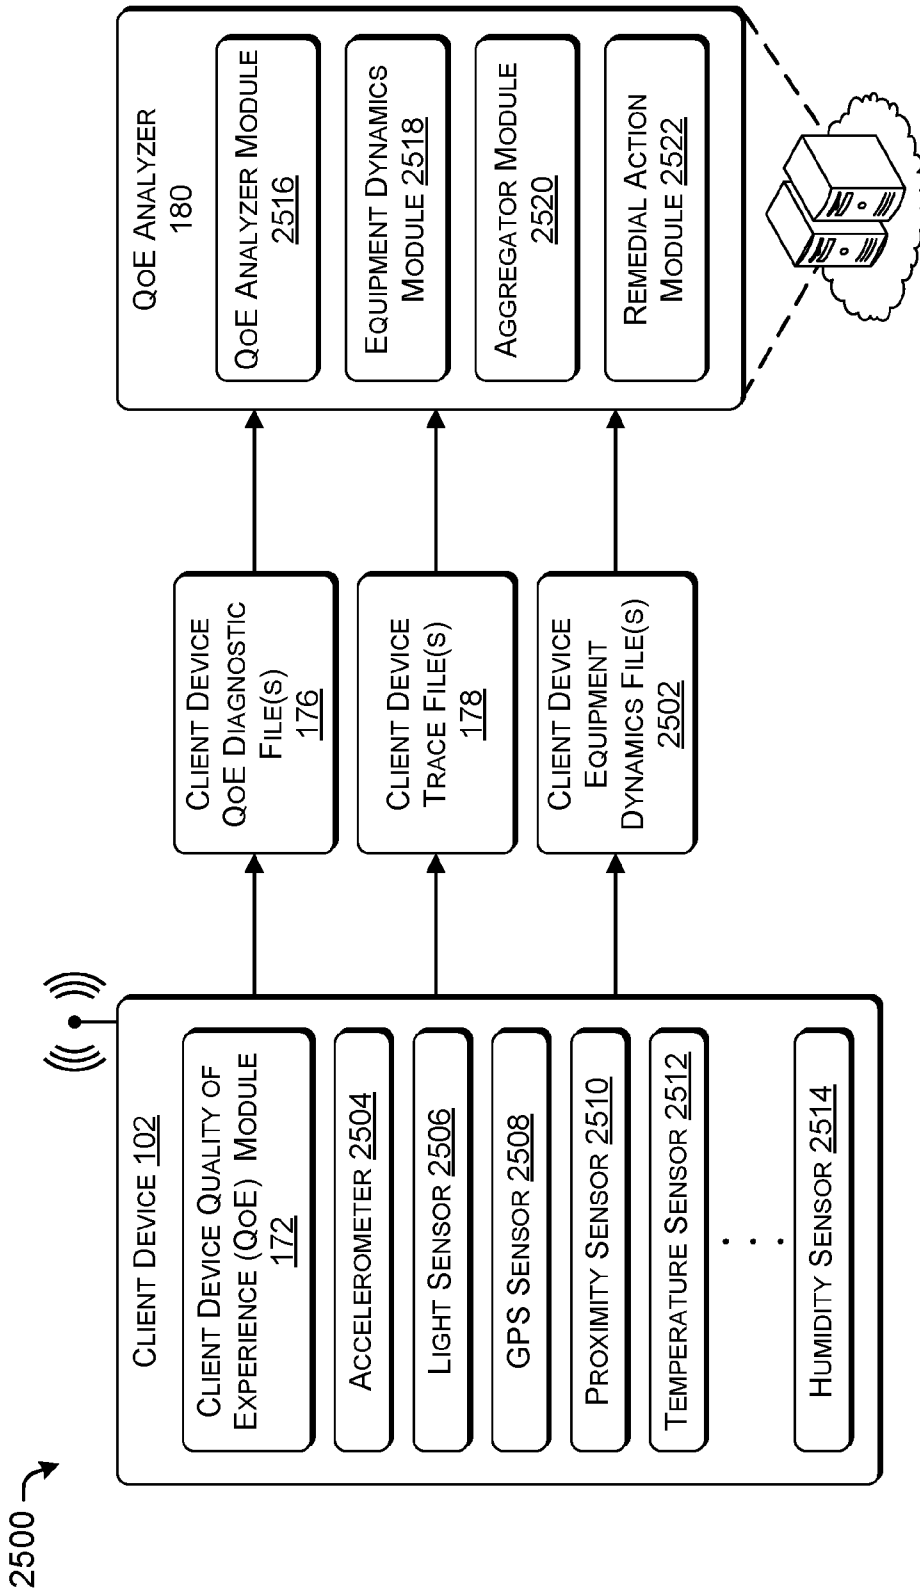 2500
CLIENT DEVICE 102
CLIENT DEVICE QUALITY OF
EXPERIENCE (QOE) MODULE
172
ACCELEROMETER 2504
LIGHT SENSOR 2506
GPS SENSOR 2508
PROXIMITY SENSOR 2510
TEMPERATURE SENSOR 2512
HUMIDITY SENSOR 2514
CLIENT DEVICE
QOE DIAGNOSTIC
FILE(S)
176
CLIENT DEVICE
TRACE FILE(S)
178
CLIENT DEVICE
EQUIPMENT
DYNAMICS FILE(S)
2502
QOE ANALYZER
180
QOE ANALYZER MODULE
2516
EQUIPMENT DYNAMICS
MODULE 2518
AGGREGATOR MODULE
2520
REMEDIAL ACTION
MODULE 2522